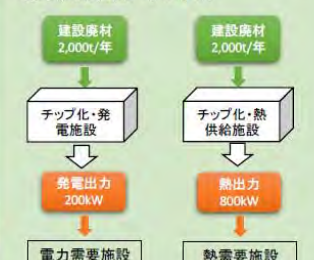 建設廃材
2,000t/年
チップ化・発
電施設
発電出力
200kW
電力需要施設
建設廃材
2,000t/年
チップ化・熱
供給施設
熱出力
800kW
熱需要施設